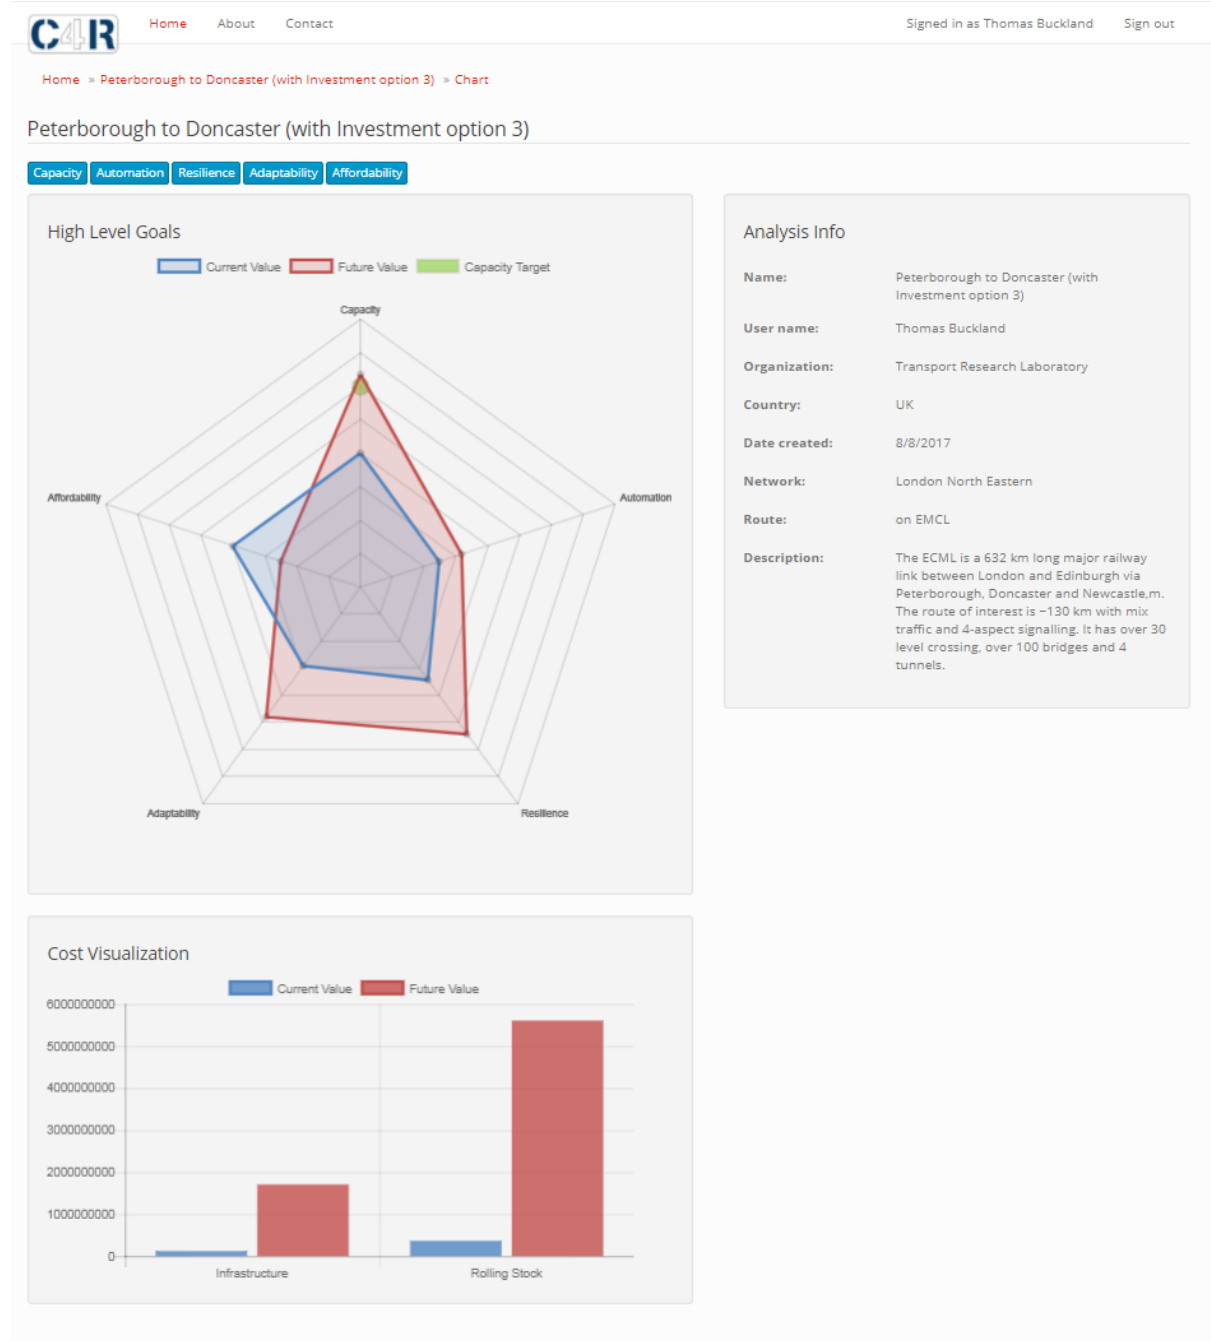 C4R
Home About Contact Signed in as Thomas Buckland Sign out
Home » Peterborough to Doncaster (with Investment option 3) » Chart
Peterborough to Doncaster (with Investment option 3)
Capacity Automation Resilience Adaptability Affordability
High Level Goals
Current Value Future Value Capacity Target
Capacity
Affordability
Automation
Adaptability
Resilience
Analysis Info
Name: Peterborough to Doncaster (with
Investment option 3)
User name: Thomas Buckland
Organization: Transport Research Laboratory
Country: UK
Date created: 8/8/2017
Network: London North Eastern
Route: on EMCL
Description: The ECML is a 632 km long major railway
link between London and Edinburgh via
Peterborough, Doncaster and Newcastle,m.
The route of interest is ~130 km with mix
traffic and 4-aspect signalling. It has over 30
level crossing, over 100 bridges and 4
tunnels.
Cost Visualization
Current Value Future Value
6000000000
5000000000
4000000000
3000000000
2000000000
1000000000
0
Infrastructure Rolling Stock